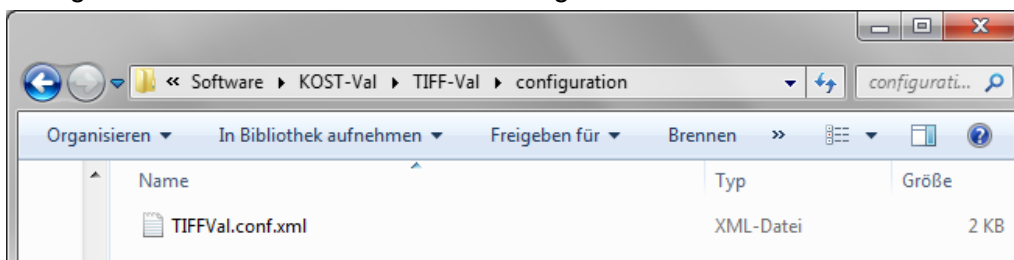 « Software ▸ KOST-Val ▸ TIFF-Val ▸ configuration configurati...
Organisieren In Bibliothek aufnehmen Freigeben für Brennen »
Name Typ Größe
TIFFVal.conf.xml XML-Datei 2 KB